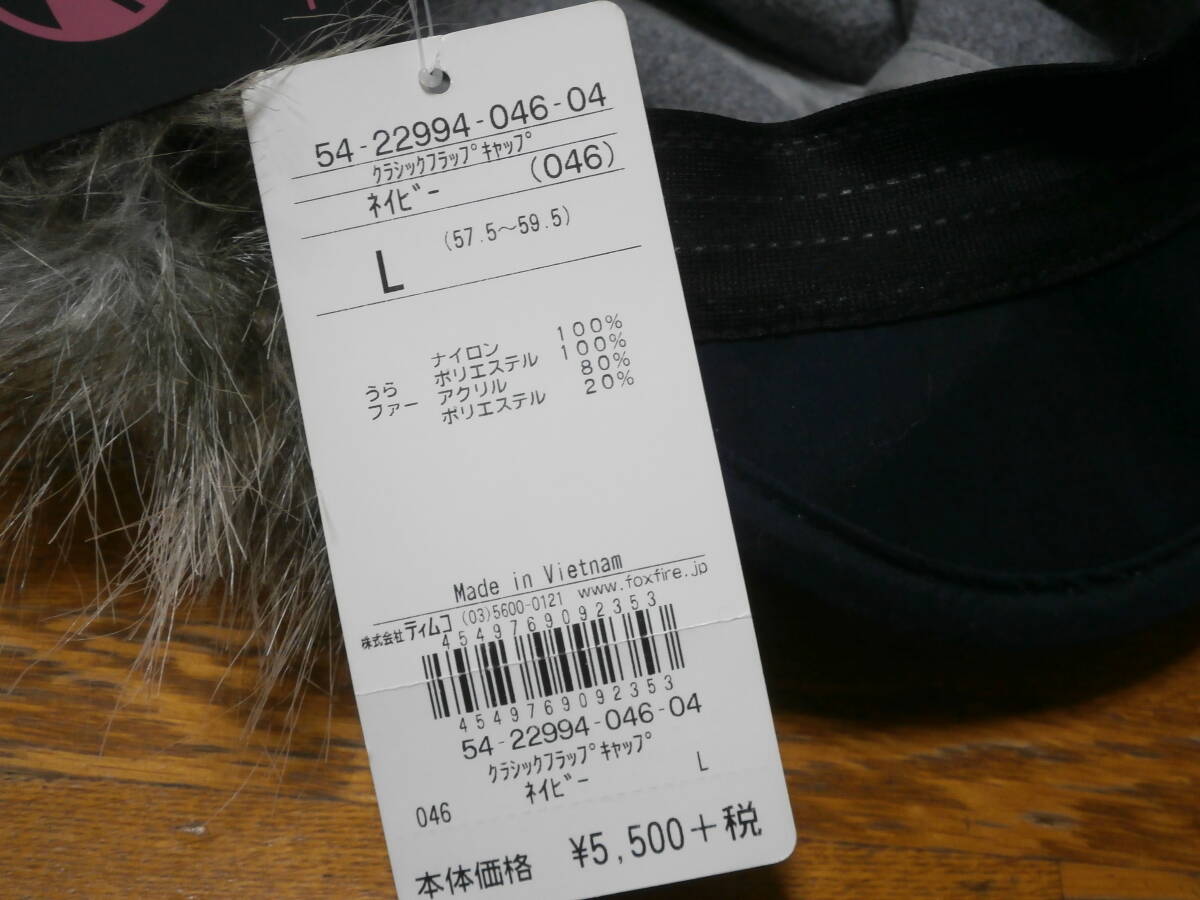 54-22994-046-04
ｸﾗｼｯｸﾌﾗｯﾌﾟｷｬｯﾌﾟ
ﾈｲﾋﾞｰ (046)
L (57.5～59.5)
ナイロン 100%
うら ポリエステル 100%
ファー アクリル 80%
ポリエステル 20%
Made in Vietnam
株式会社ティムコ (03)5600-0121 www.foxfire.jp
4549769092353
4549769092353
54-22994-046-04
ｸﾗｼｯｸﾌﾗｯﾌﾟｷｬｯﾌﾟ
ﾈｲﾋﾞｰ L
046
本体価格 ¥5,500+税